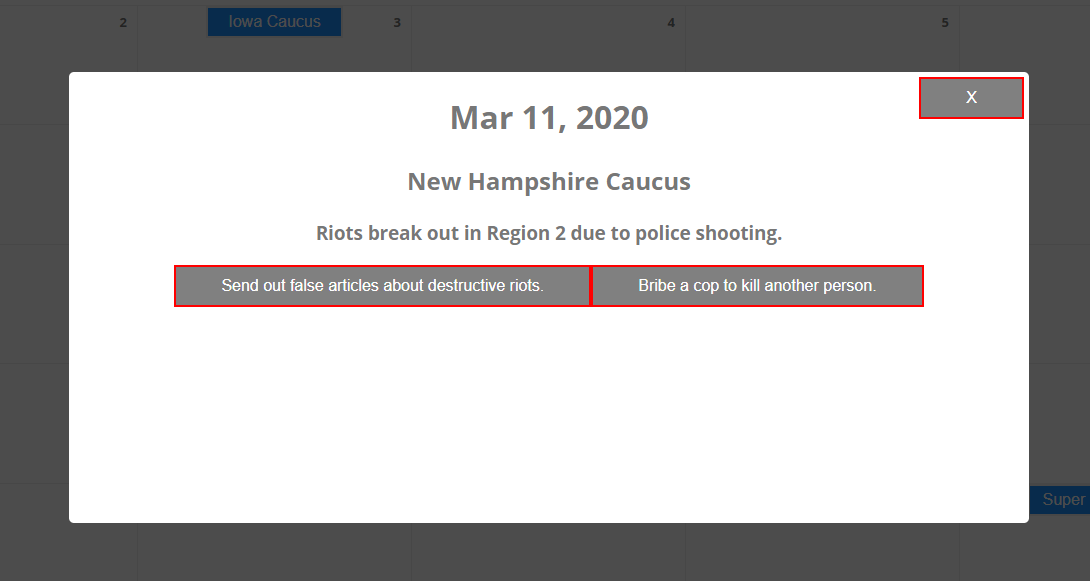 2
Iowa Caucus
3
4
5
X
Mar 11, 2020
New Hampshire Caucus
Riots break out in Region 2 due to police shooting.
Send out false articles about destructive riots.
Bribe a cop to kill another person.
Super